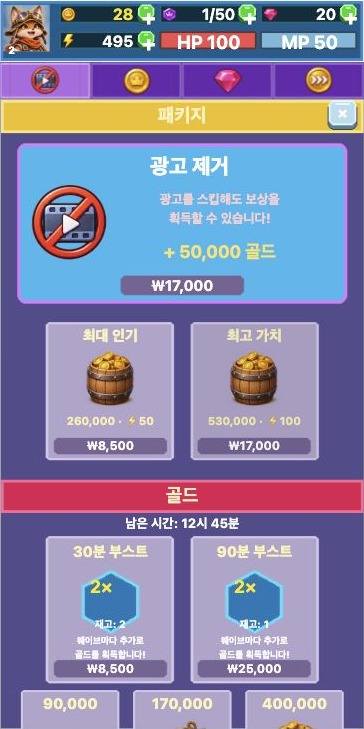 28
1/50
20
495
HP 100
MP 50
2
패키지
광고 제거
광고를 스킵해도 보상을
획득할 수 있습니다!
+ 50,000 골드
₩17,000
최대 인기
최고 가치
260,000 · ⚡50
530,000 · ⚡100
₩8,500
₩17,000
골드
남은 시간: 12시 45분
30분 부스트
90분 부스트
2×
2×
재고: 2
재고: 1
웨이브마다 추가로
골드를 획득합니다!
웨이브마다 추가로
골드를 획득합니다!
₩8,500
₩25,000
90,000
170,000
400,000